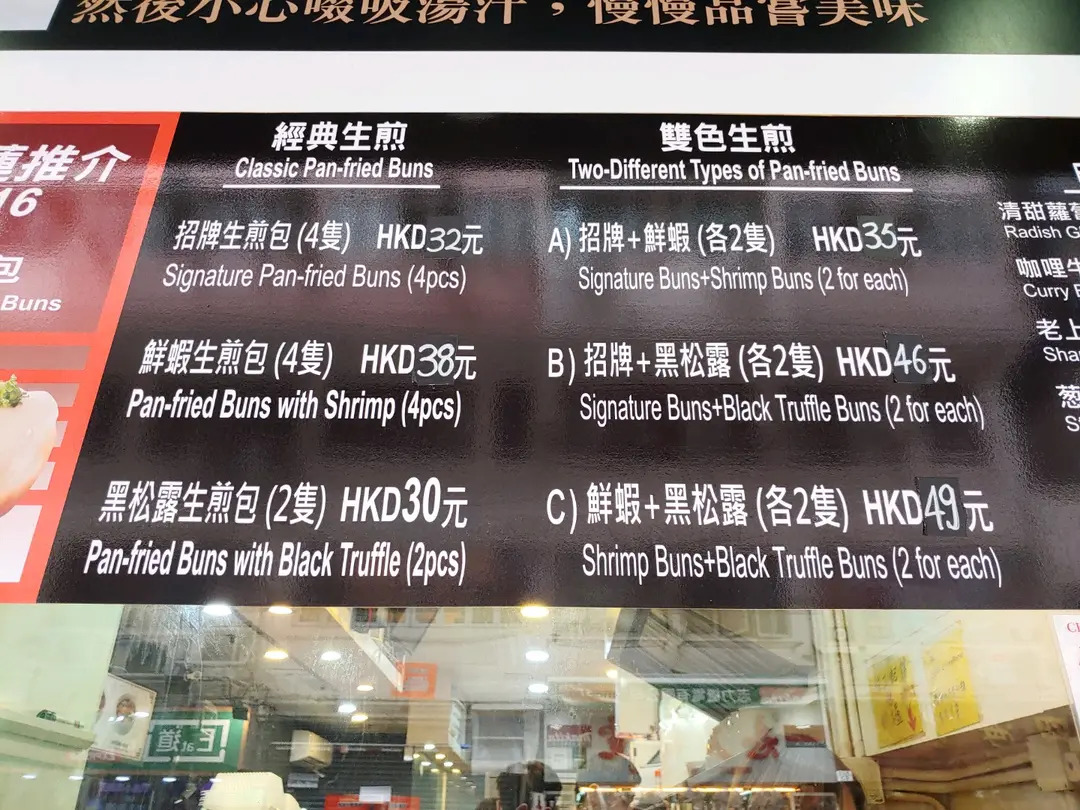 然後小心啜吸湯汁，慢慢品嘗美味
推介
16
包
Buns
經典生煎
Classic Pan-fried Buns
招牌生煎包 (4隻) HKD32元
Signature Pan-fried Buns (4pcs)
鮮蝦生煎包 (4隻) HKD38元
Pan-fried Buns with Shrimp (4pcs)
黑松露生煎包 (2隻) HKD30元
Pan-fried Buns with Black Truffle (2pcs)
雙色生煎
Two-Different Types of Pan-fried Buns
A) 招牌+鮮蝦 (各2隻) HKD35元
Signature Buns+Shrimp Buns (2 for each)
B) 招牌+黑松露 (各2隻) HKD46元
Signature Buns+Black Truffle Buns (2 for each)
C) 鮮蝦+黑松露 (各2隻) HKD49元
Shrimp Buns+Black Truffle Buns (2 for each)
清甜蘿
Radish
咖哩牛
Curry
老上
葱